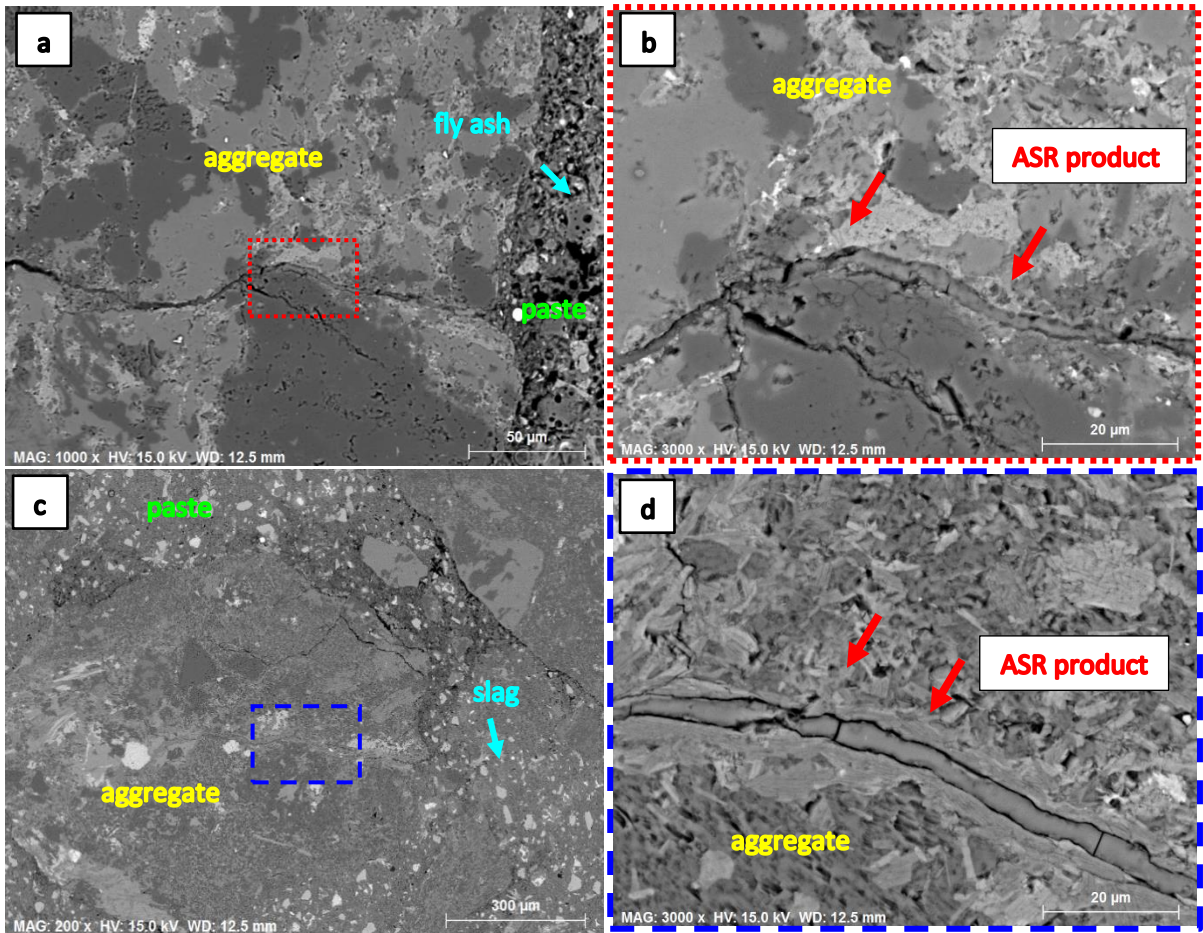 a
fly ash
aggregate
paste
MAG: 1000 x HV: 15.0 kV WD: 12.5 mm
50 µm
b
aggregate
ASR product
MAG: 3000 x HV: 15.0 kV WD: 12.5 mm
20 µm
c
paste
slag
aggregate
MAG: 200 x HV: 15.0 kV WD: 12.5 mm
300 µm
d
ASR product
aggregate
MAG: 3000 x HV: 15.0 kV WD: 12.5 mm
20 µm